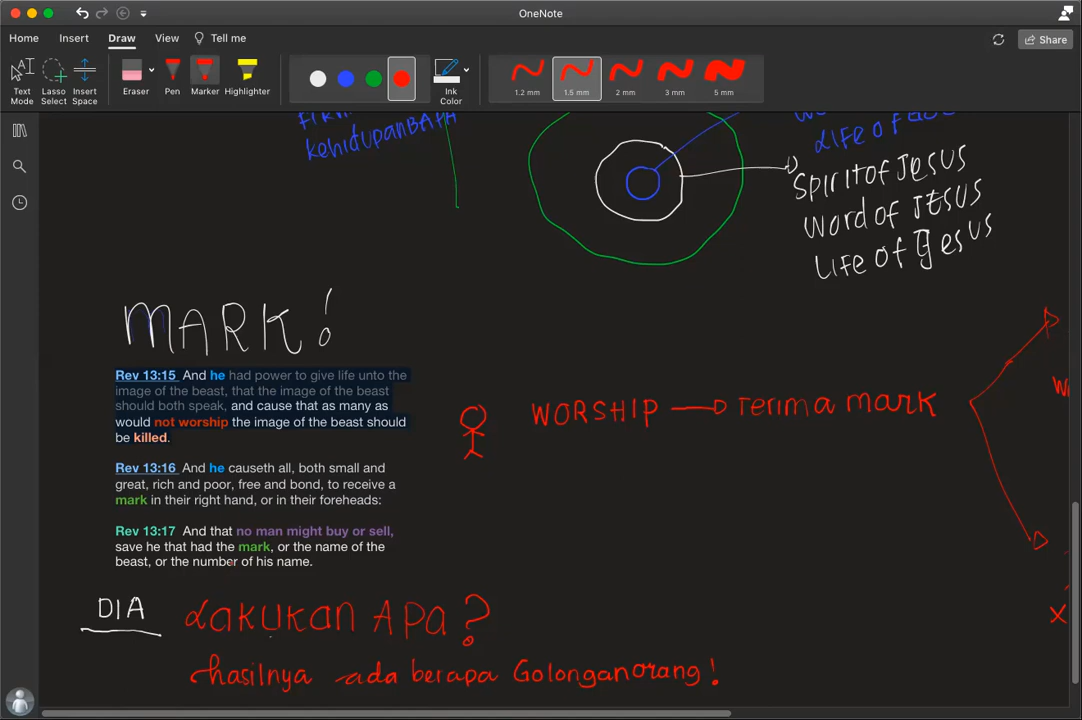 OneNote
Home Insert Draw View Tell me
Share
Text Mode
Lasso Select
Insert Space
Eraser
Pen
Marker
Highlighter
Ink Color
1.2 mm
1.5 mm
2 mm
3 mm
5 mm
kehidupan BAPA
Life of
Spirit of Jesus
Word of Jesus
Life of Jesus
MARK!
Rev 13:15 And he had power to give life unto the
image of the beast, that the image of the beast
should both speak, and cause that as many as
would not worship the image of the beast should
be killed.
Rev 13:16 And he causeth all, both small and
great, rich and poor, free and bond, to receive a
mark in their right hand, or in their foreheads:
Rev 13:17 And that no man might buy or sell,
save he that had the mark, or the name of the
beast, or the number of his name.
WORSHIP Terima mark
DIA LAKUKAN APA?
hasilnya ada berapa Golongan orang!
X